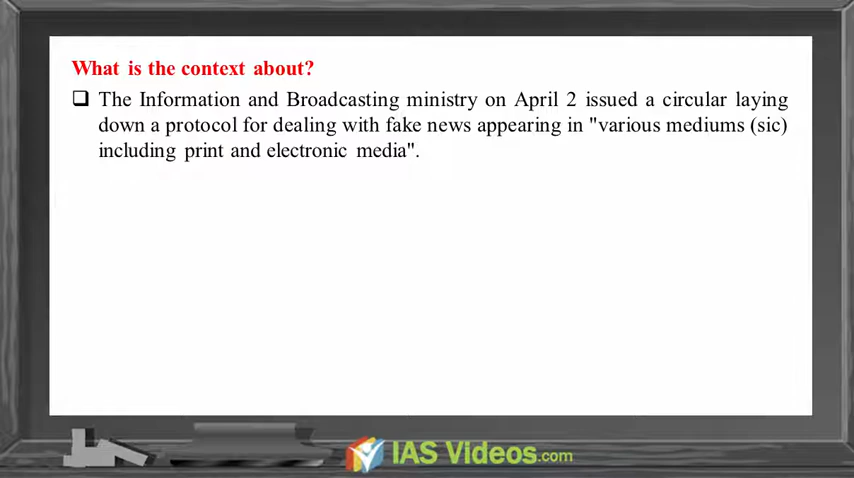 What is the context about?
❑ The Information and Broadcasting ministry on April 2 issued a circular laying
down a protocol for dealing with fake news appearing in "various mediums (sic)
including print and electronic media".
IAS Videos.com